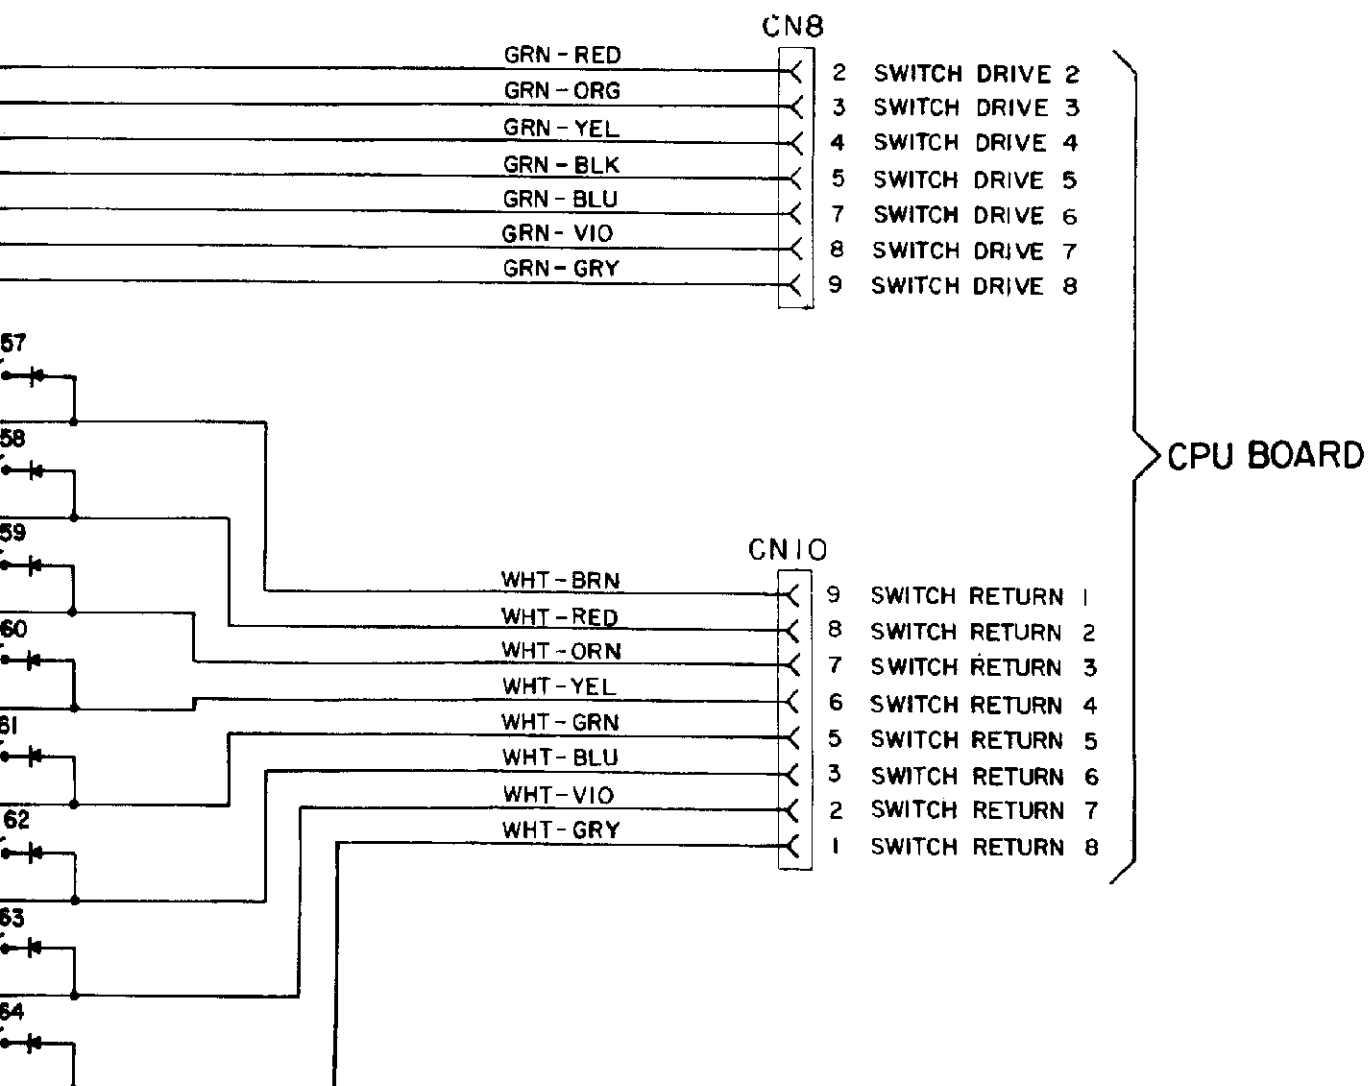 CN8
GRN-RED 2 SWITCH DRIVE 2
GRN-ORG 3 SWITCH DRIVE 3
GRN-YEL 4 SWITCH DRIVE 4
GRN-BLK 5 SWITCH DRIVE 5
GRN-BLU 7 SWITCH DRIVE 6
GRN-VIO 8 SWITCH DRIVE 7
GRN-GRY 9 SWITCH DRIVE 8
57
58
CPU BOARD
59
CN10
WHT-BRN 9 SWITCH RETURN 1
WHT-RED 8 SWITCH RETURN 2
60
WHT-ORN 7 SWITCH RETURN 3
WHT-YEL 6 SWITCH RETURN 4
61
WHT-GRN 5 SWITCH RETURN 5
WHT-BLU 3 SWITCH RETURN 6
WHT-VIO 2 SWITCH RETURN 7
62
WHT-GRY 1 SWITCH RETURN 8
63
64